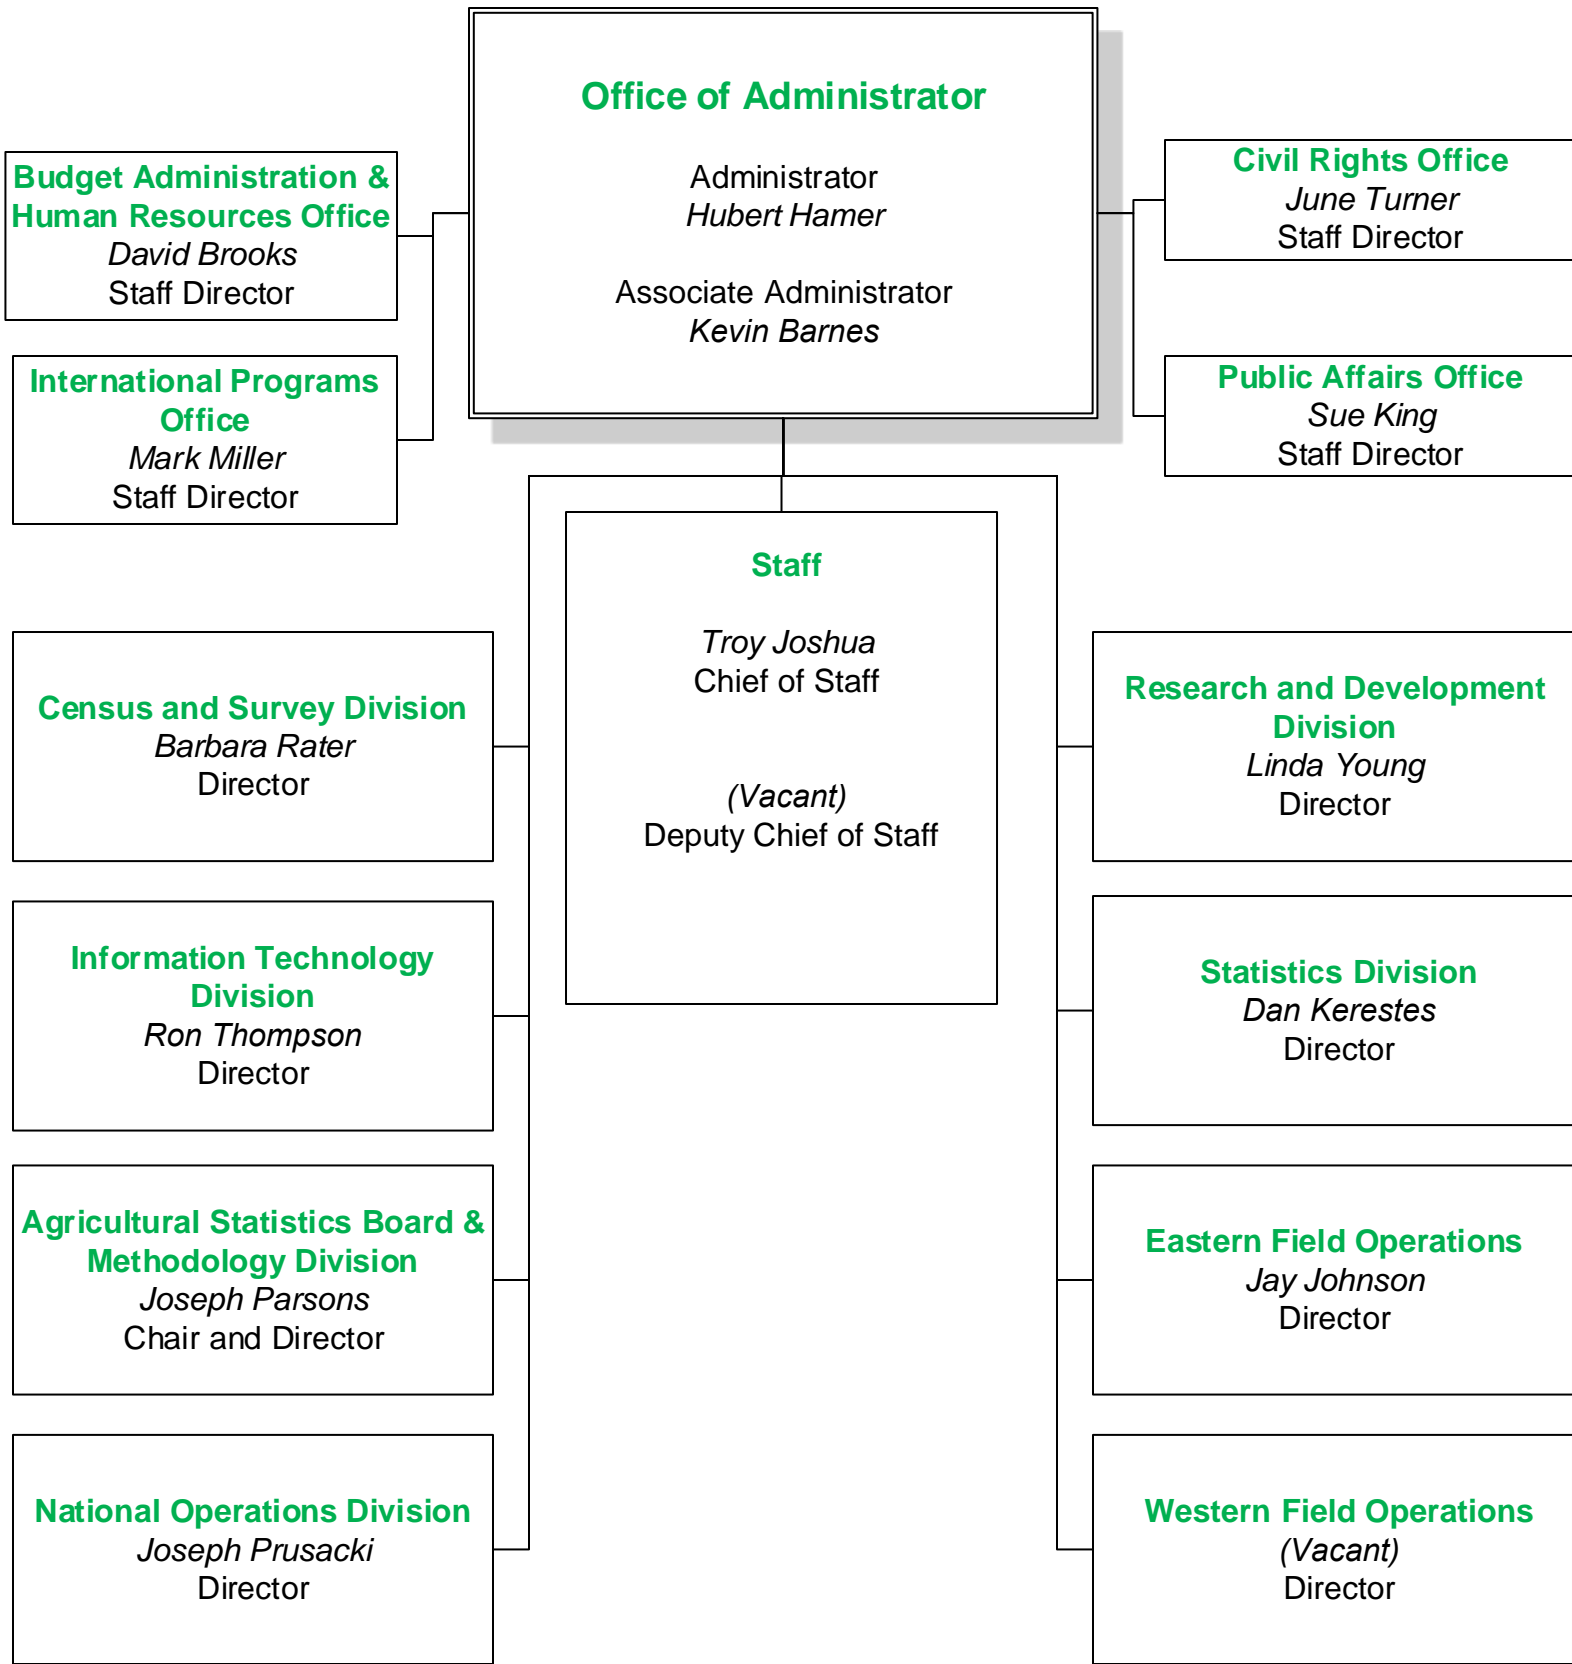 Office of Administrator
Administrator
Hubert Hamer
Associate Administrator
Kevin Barnes
Budget Administration &
Human Resources Office
David Brooks
Staff Director
International Programs
Office
Mark Miller
Staff Director
Civil Rights Office
June Turner
Staff Director
Public Affairs Office
Sue King
Staff Director
Staff
Troy Joshua
Chief of Staff
(Vacant)
Deputy Chief of Staff
Census and Survey Division
Barbara Rater
Director
Information Technology
Division
Ron Thompson
Director
Agricultural Statistics Board &
Methodology Division
Joseph Parsons
Chair and Director
National Operations Division
Joseph Prusacki
Director
Research and Development
Division
Linda Young
Director
Statistics Division
Dan Kerestes
Director
Eastern Field Operations
Jay Johnson
Director
Western Field Operations
(Vacant)
Director